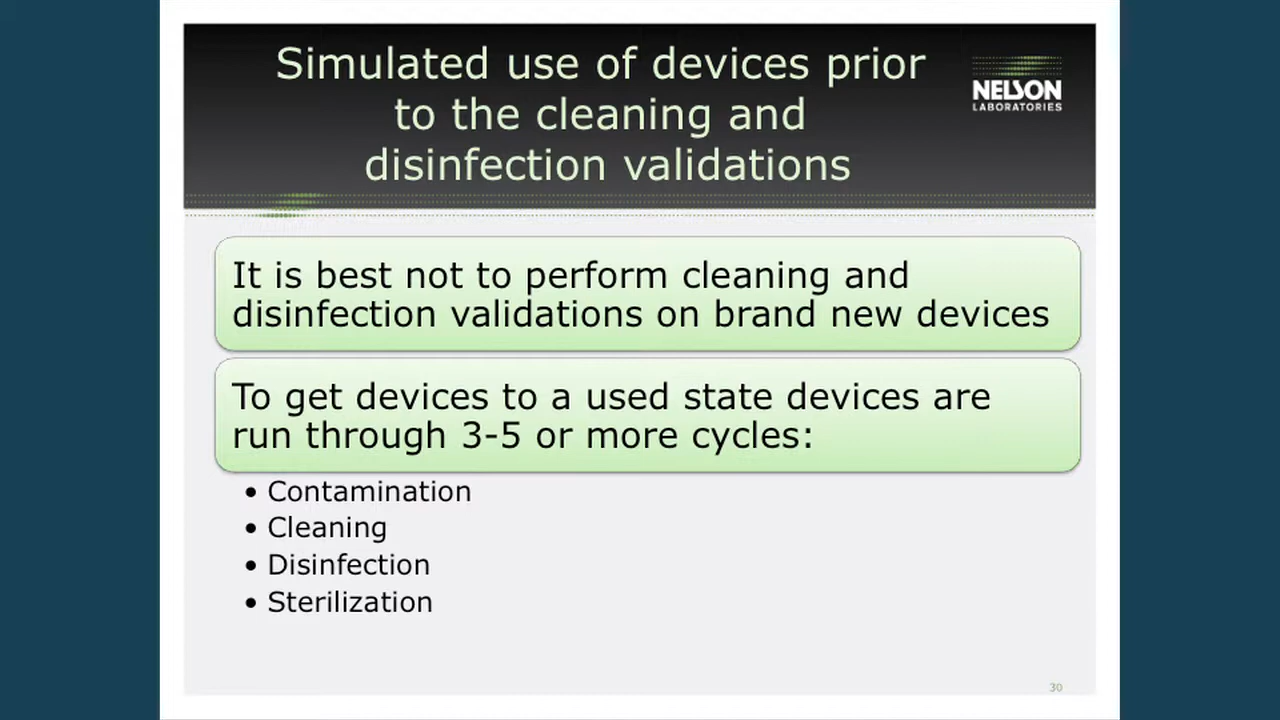 Simulated use of devices prior
to the cleaning and
disinfection validations
NELSON
LABORATORIES
It is best not to perform cleaning and
disinfection validations on brand new devices
To get devices to a used state devices are
run through 3-5 or more cycles:
• Contamination
• Cleaning
• Disinfection
• Sterilization
30